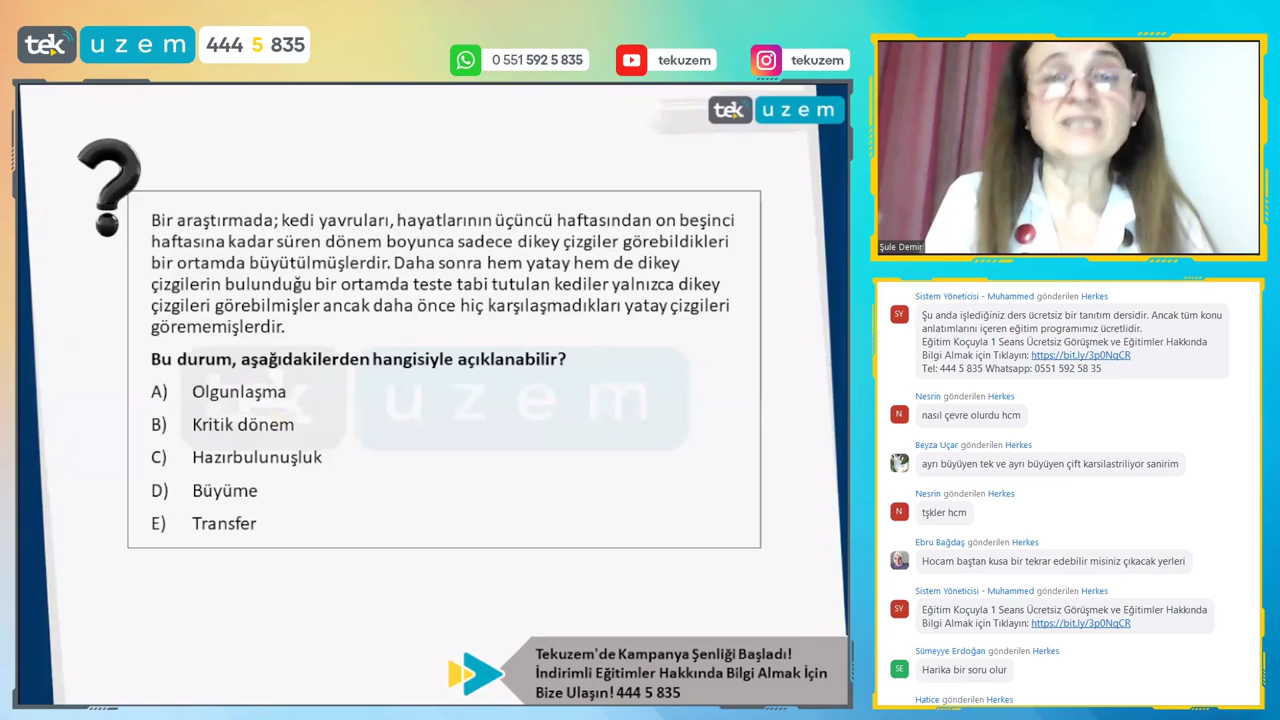 tek uzem 444 5 835
0 551 592 5 835
tekuzem
tekuzem
tek uzem
Bir araştırmada; kedi yavruları, hayatlarının üçüncü haftasından on beşinci
haftasına kadar süren dönem boyunca sadece dikey çizgiler görebildikleri
bir ortamda büyütülmüşlerdir. Daha sonra hem yatay hem de dikey
çizgilerin bulunduğu bir ortamda teste tabi tutulan kediler yalnızca dikey
çizgileri görebilmişler ancak daha önce hiç karşılaşmadıkları yatay çizgileri
görememişlerdir.
Bu durum, aşağıdakilerden hangisiyle açıklanabilir?
A) Olgunlaşma
B) Kritik dönem
C) Hazırbulunuşluk
D) Büyüme
E) Transfer
tek uzem
Tekuzem'de Kampanya Şenliği Başladı!
İndirimli Eğitimler Hakkında Bilgi Almak İçin
Bize Ulaşın! 444 5 835
Şule Demir
Sistem Yöneticisi - Muhammed gönderilen Herkes
SY
Şu anda işlediğiniz ders ücretsiz bir tanıtım dersidir. Ancak tüm konu
anlatımlarını içeren eğitim programımız ücretlidir.
Eğitim Koçuyla 1 Seans Ücretsiz Görüşmek ve Eğitimler Hakkında
Bilgi Almak için Tıklayın: https://bit.ly/3p0NqCR
Tel: 444 5 835 Whatsapp: 0551 592 58 35
Nesrin gönderilen Herkes
N
nasıl çevre olurdu hcm
Beyza Uçar gönderilen Herkes
ayrı büyüyen tek ve ayrı büyüyen çift karsilastriliyor sanirim
Nesrin gönderilen Herkes
N
tşkler hcm
Ebru Bağdaş gönderilen Herkes
Hocam baştan kusa bir tekrar edebilir misiniz çıkacak yerleri
Sistem Yöneticisi - Muhammed gönderilen Herkes
SY
Eğitim Koçuyla 1 Seans Ücretsiz Görüşmek ve Eğitimler Hakkında
Bilgi Almak için Tıklayın: https://bit.ly/3p0NqCR
Sümeyye Erdoğan gönderilen Herkes
SE
Harika bir soru olur
Hatice gönderilen Herkes